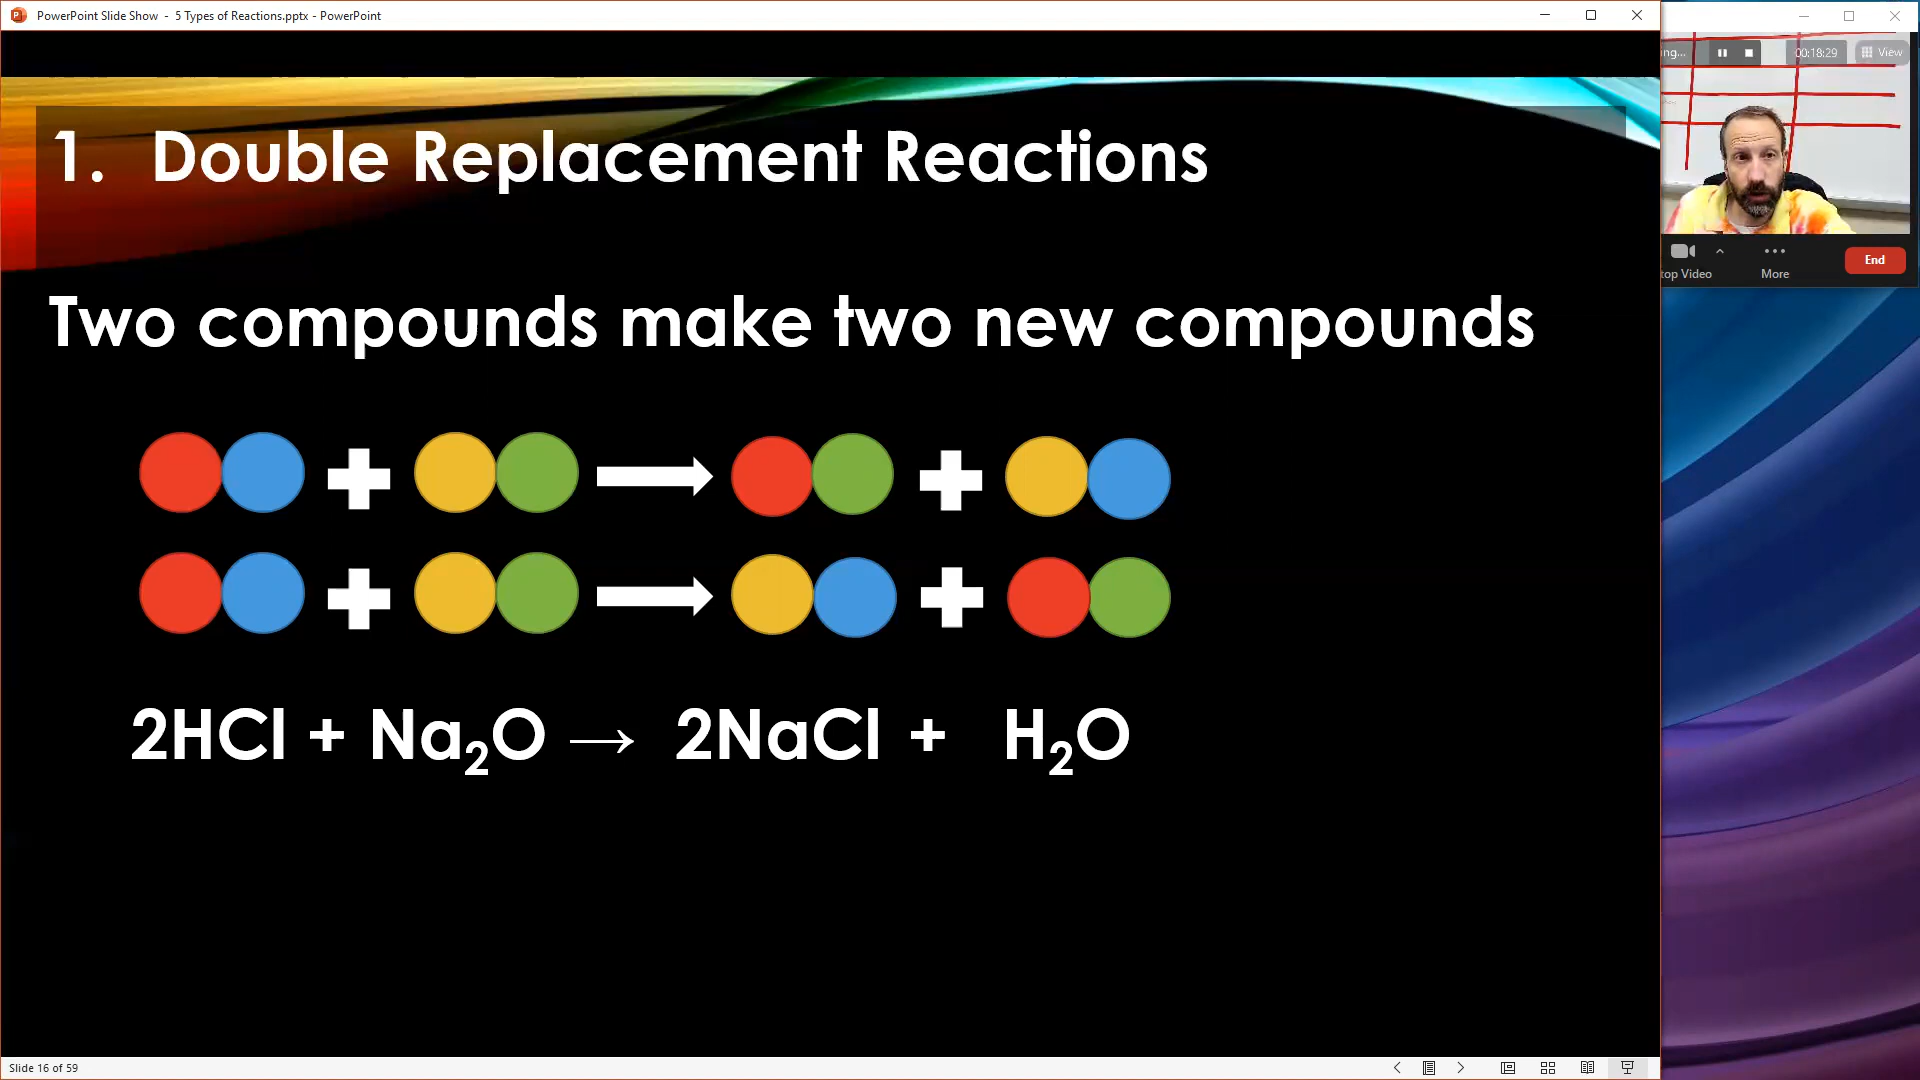 PowerPoint Slide Show - 5 Types of Reactions.pptx - PowerPoint
ng...
00:18:29
View
1. Double Replacement Reactions
top Video
More
End
Two compounds make two new compounds
2HCl + Na₂O → 2NaCl + H₂O
Slide 16 of 59